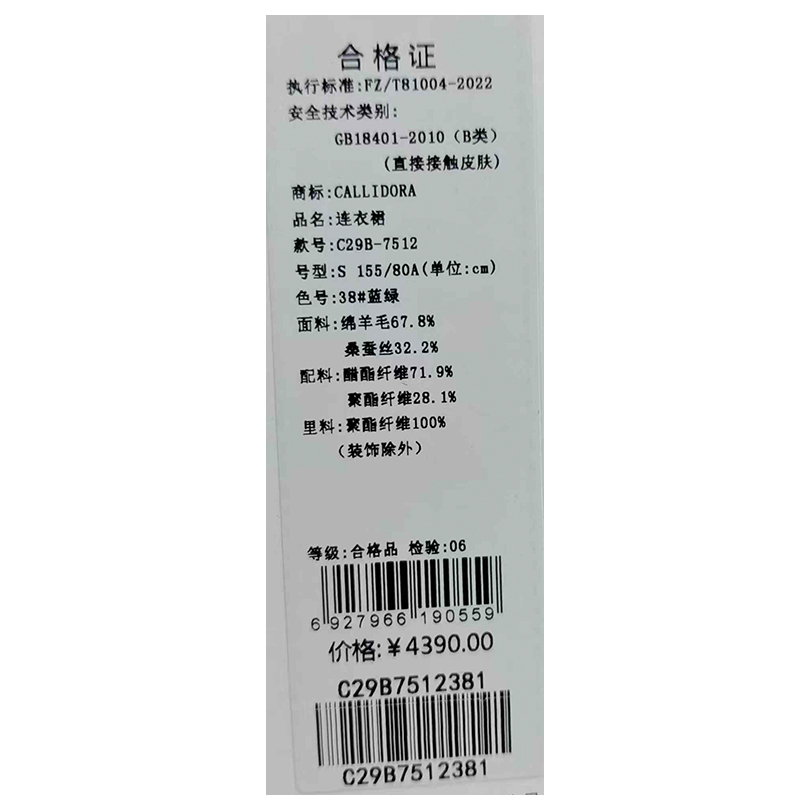 合格证
执行标准:FZ/T81004-2022
安全技术类别:
GB18401-2010（B类）
(直接接触皮肤)
商标:CALLIDORA
品名:连衣裙
款号:C29B-7512
号型:S 155/80A(单位:cm)
色号:38#蓝绿
面料:绵羊毛67.8%
桑蚕丝32.2%
配料:醋酯纤维71.9%
聚酯纤维28.1%
里料:聚酯纤维100%
（装饰除外）
等级:合格品 检验:06
6 927966 190559
价格:￥4390.00
C29B7512381
C29B7512381